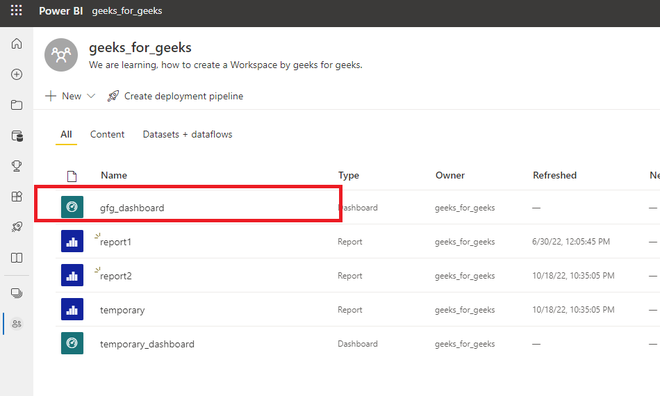 Power BI geeks_for_geeks
geeks_for_geeks
We are learning, how to create a Workspace by geeks for geeks.
New Create deployment pipeline
All Content Datasets + dataflows
Name Type Owner Refreshed Ne
gfg_dashboard Dashboard geeks_for_geeks —
report1 Report geeks_for_geeks 6/30/22, 12:05:45 PM —
report2 Report geeks_for_geeks 10/18/22, 10:35:05 PM —
temporary Report geeks_for_geeks 10/18/22, 10:35:05 PM —
temporary_dashboard Dashboard geeks_for_geeks — —